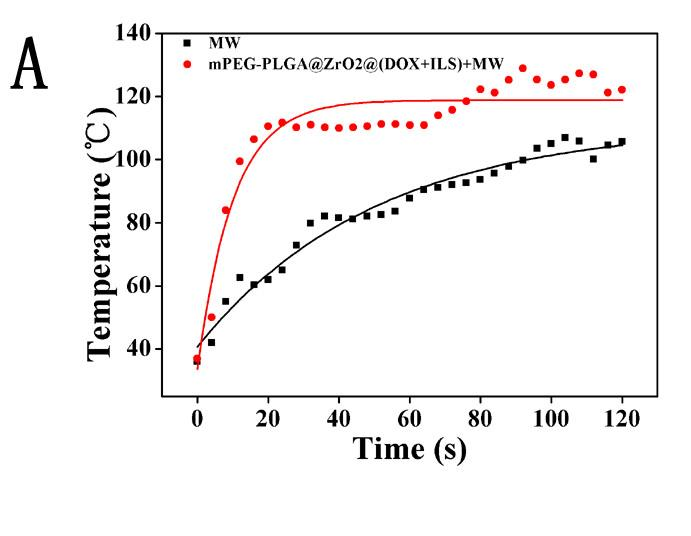 A
140
120
100
80
60
40
Temperature (℃)
MW
mPEG-PLGA@ZrO2@(DOX+ILS)+MW
0 20 40 60 80 100 120
Time (s)